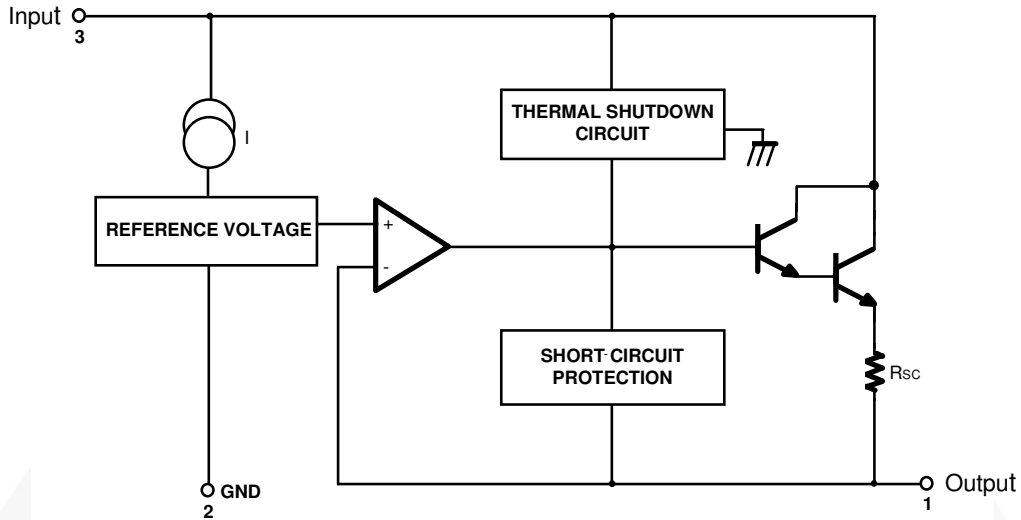 Input
3
THERMAL SHUTDOWN
CIRCUIT
I
REFERENCE VOLTAGE
+
-
SHORT-CIRCUIT
PROTECTION
RSC
GND
2
Output
1